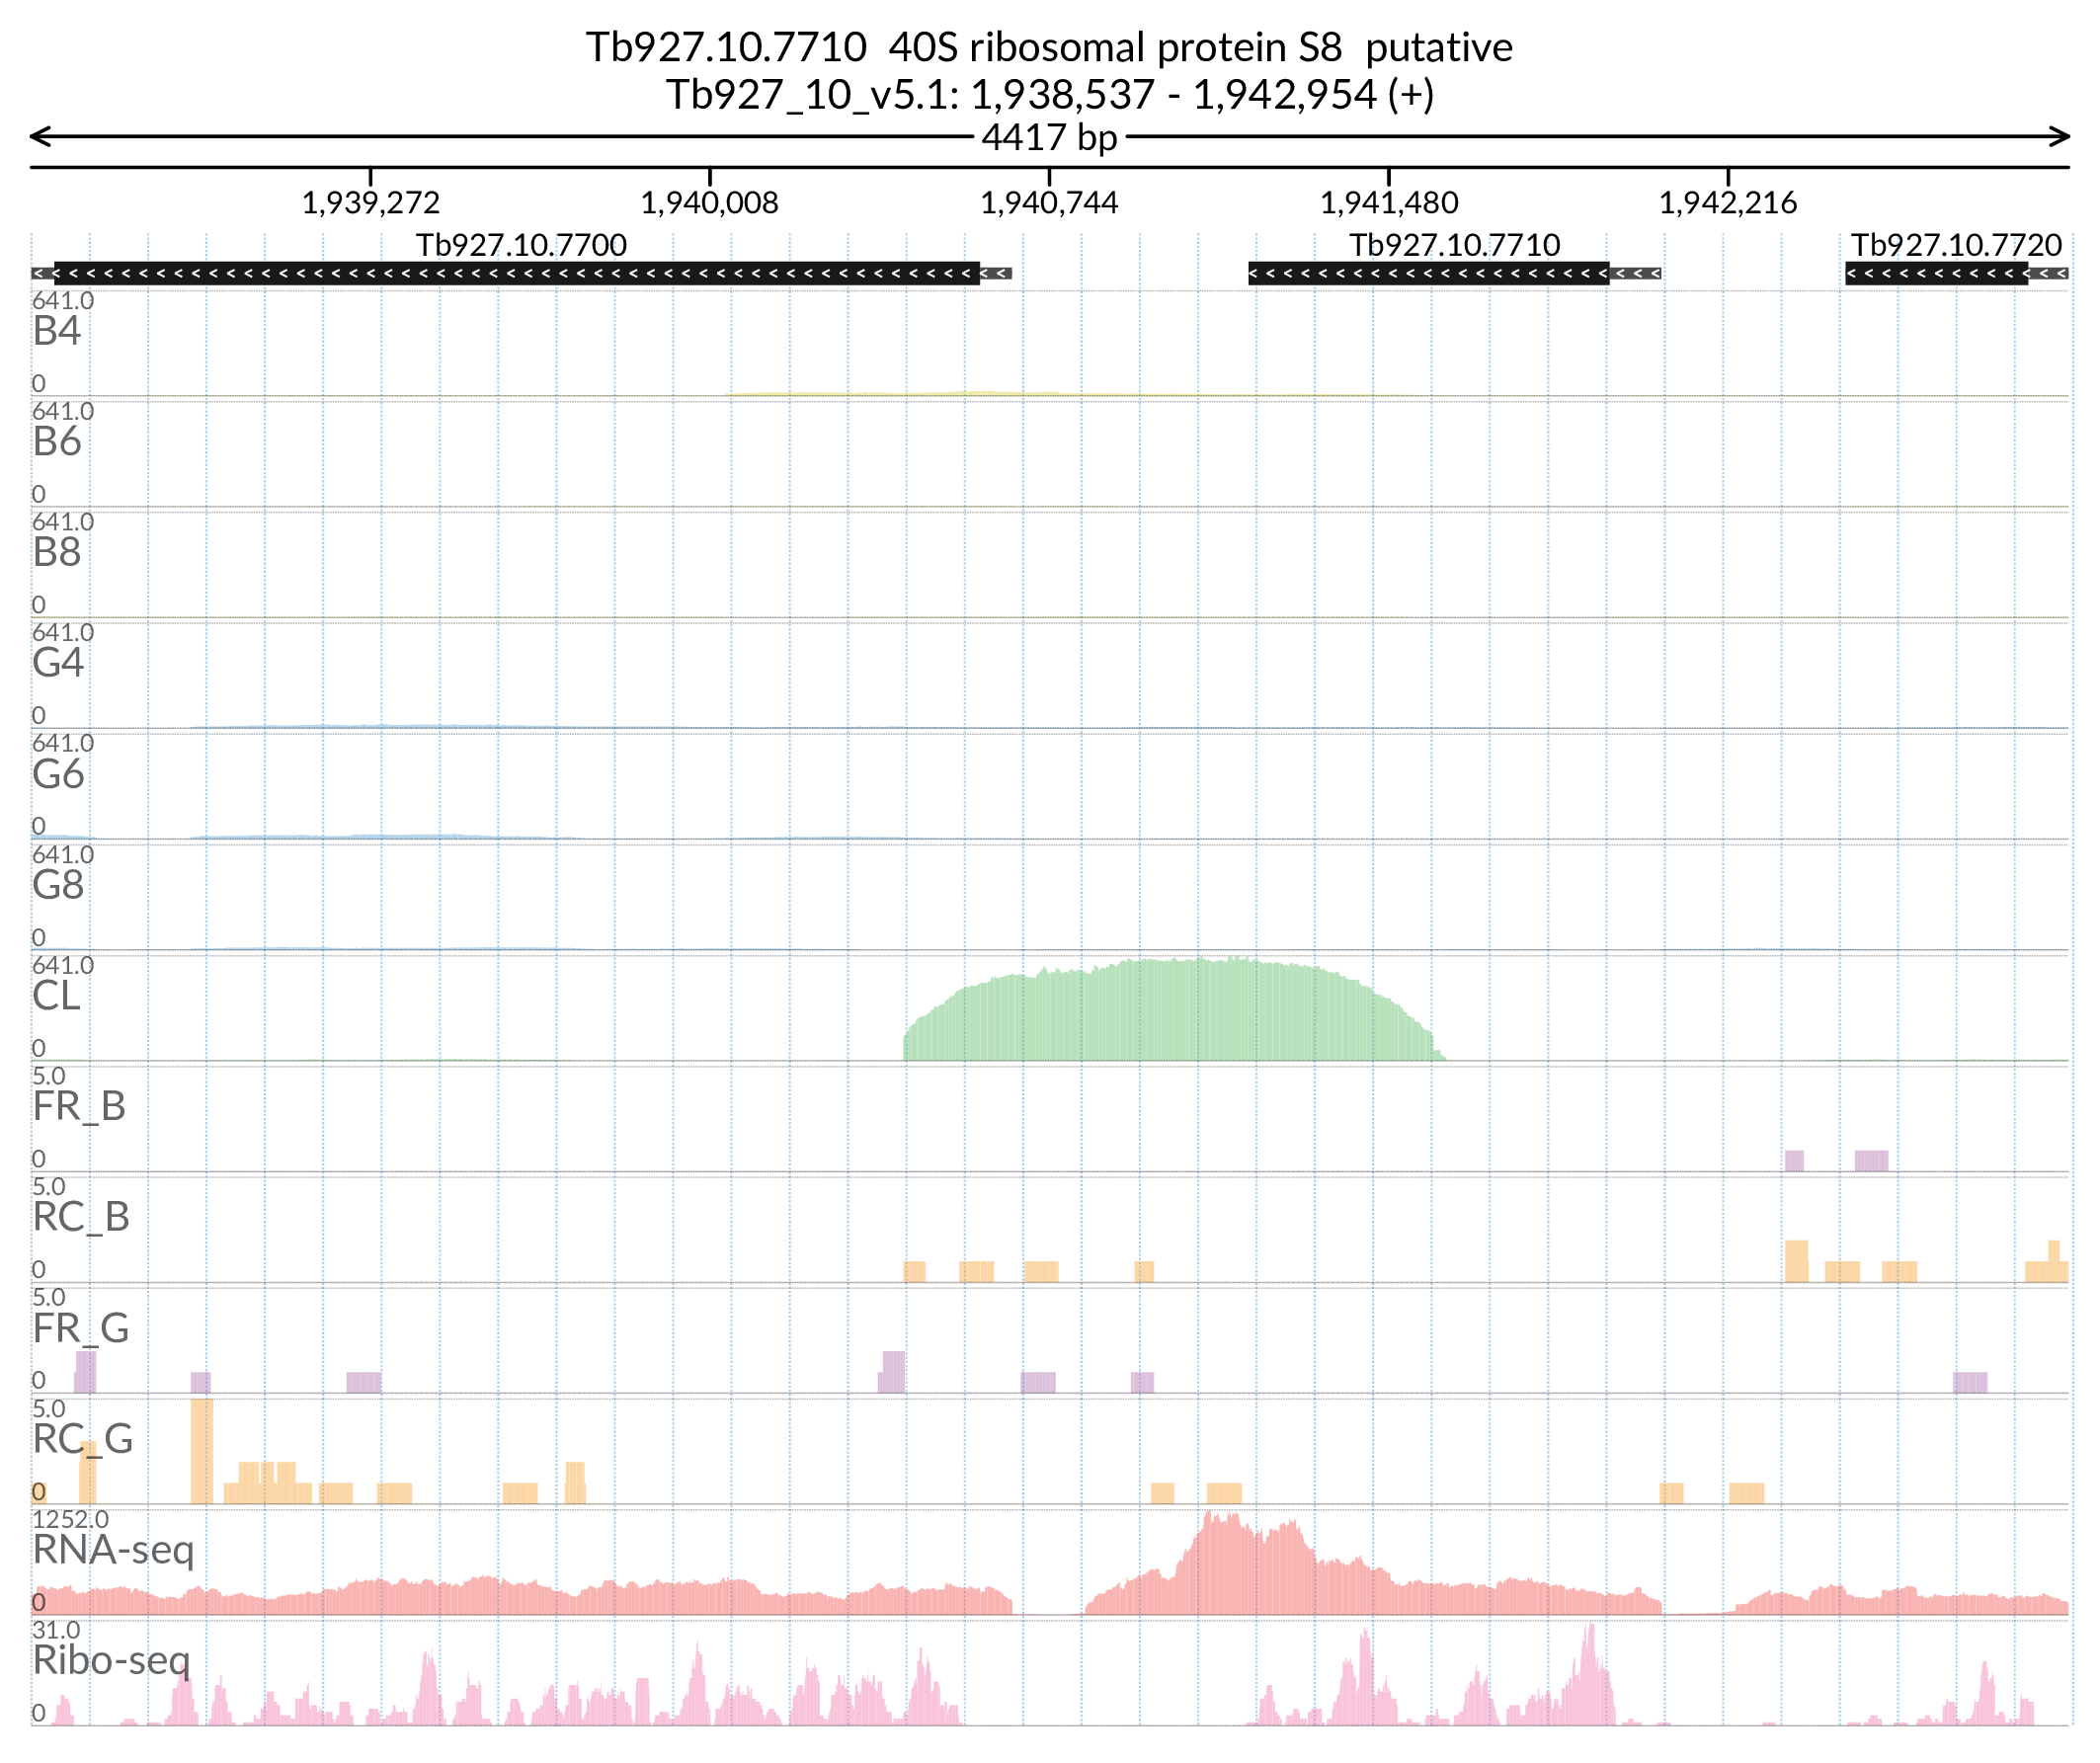 Tb927.10.7710 40S ribosomal protein S8 putative
Tb927_10_v5.1: 1,938,537 - 1,942,954 (+)
4417 bp
1,939,272 1,940,008 1,940,744 1,941,480 1,942,216
Tb927.10.7700 Tb927.10.7710 Tb927.10.7720
641.0
B4
0
641.0
B6
0
641.0
B8
0
641.0
G4
0
641.0
G6
0
641.0
G8
0
641.0
CL
0
5.0
FR_B
0
5.0
RC_B
0
5.0
FR_G
0
5.0
RC_G
0
1252.0
RNA-seq
0
31.0
Ribo-seq
0